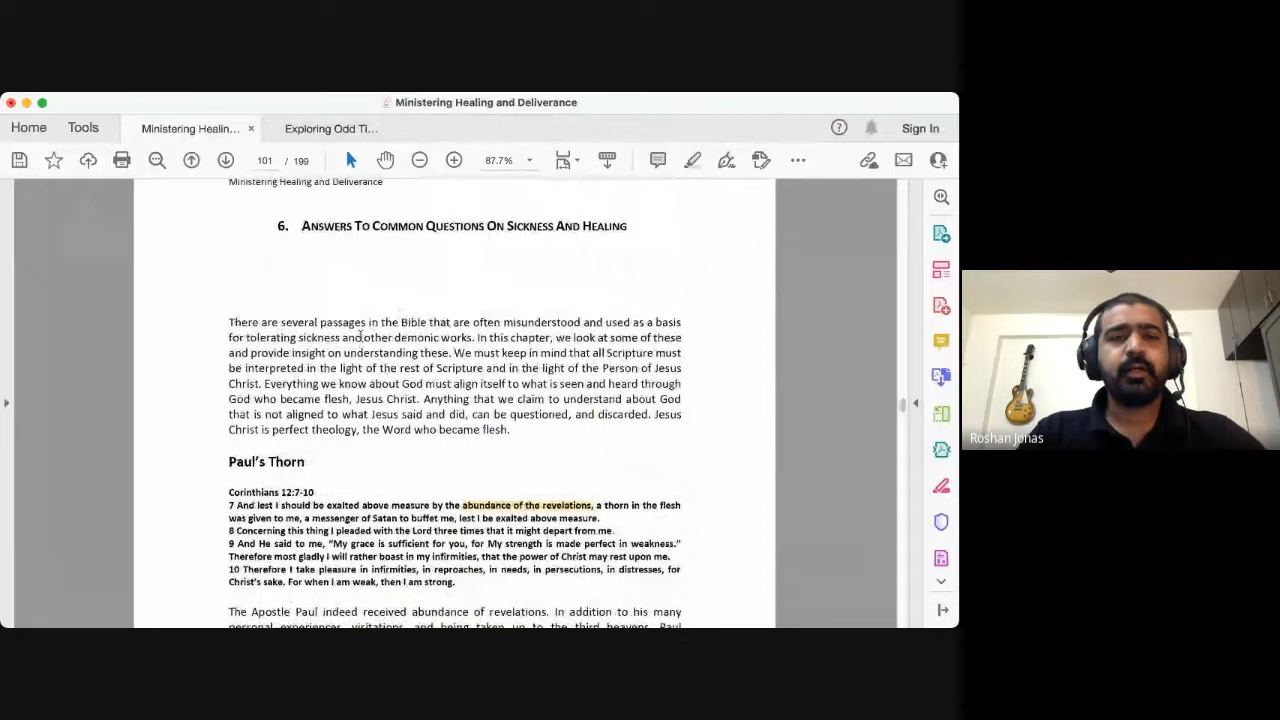 Ministering Healing and Deliverance
Home
Tools
Ministering Healin...
×
Exploring Odd Ti...
Sign In
101 / 199
87.7%
Ministering Healing and Deliverance
6. ANSWERS TO COMMON QUESTIONS ON SICKNESS AND HEALING
There are several passages in the Bible that are often misunderstood and used as a basis
for tolerating sickness and other demonic works. In this chapter, we look at some of these
and provide insight on understanding these. We must keep in mind that all Scripture must
be interpreted in the light of the rest of Scripture and in the light of the Person of Jesus
Christ. Everything we know about God must align itself to what is seen and heard through
God who became flesh, Jesus Christ. Anything that we claim to understand about God
that is not aligned to what Jesus said and did, can be questioned, and discarded. Jesus
Christ is perfect theology, the Word who became flesh.
Paul's Thorn
Corinthians 12:7-10
7 And lest I should be exalted above measure by the abundance of the revelations, a thorn in the flesh
was given to me, a messenger of Satan to buffet me, lest I be exalted above measure.
8 Concerning this thing I pleaded with the Lord three times that it might depart from me.
9 And He said to me, "My grace is sufficient for you, for My strength is made perfect in weakness."
Therefore most gladly I will rather boast in my infirmities, that the power of Christ may rest upon me.
10 Therefore I take pleasure in infirmities, in reproaches, in needs, in persecutions, in distresses, for
Christ's sake. For when I am weak, then I am strong.
The Apostle Paul indeed received abundance of revelations. In addition to his many
personal experiences, visitations, and being taken up to the third heavens, Paul
Roshan Jonas